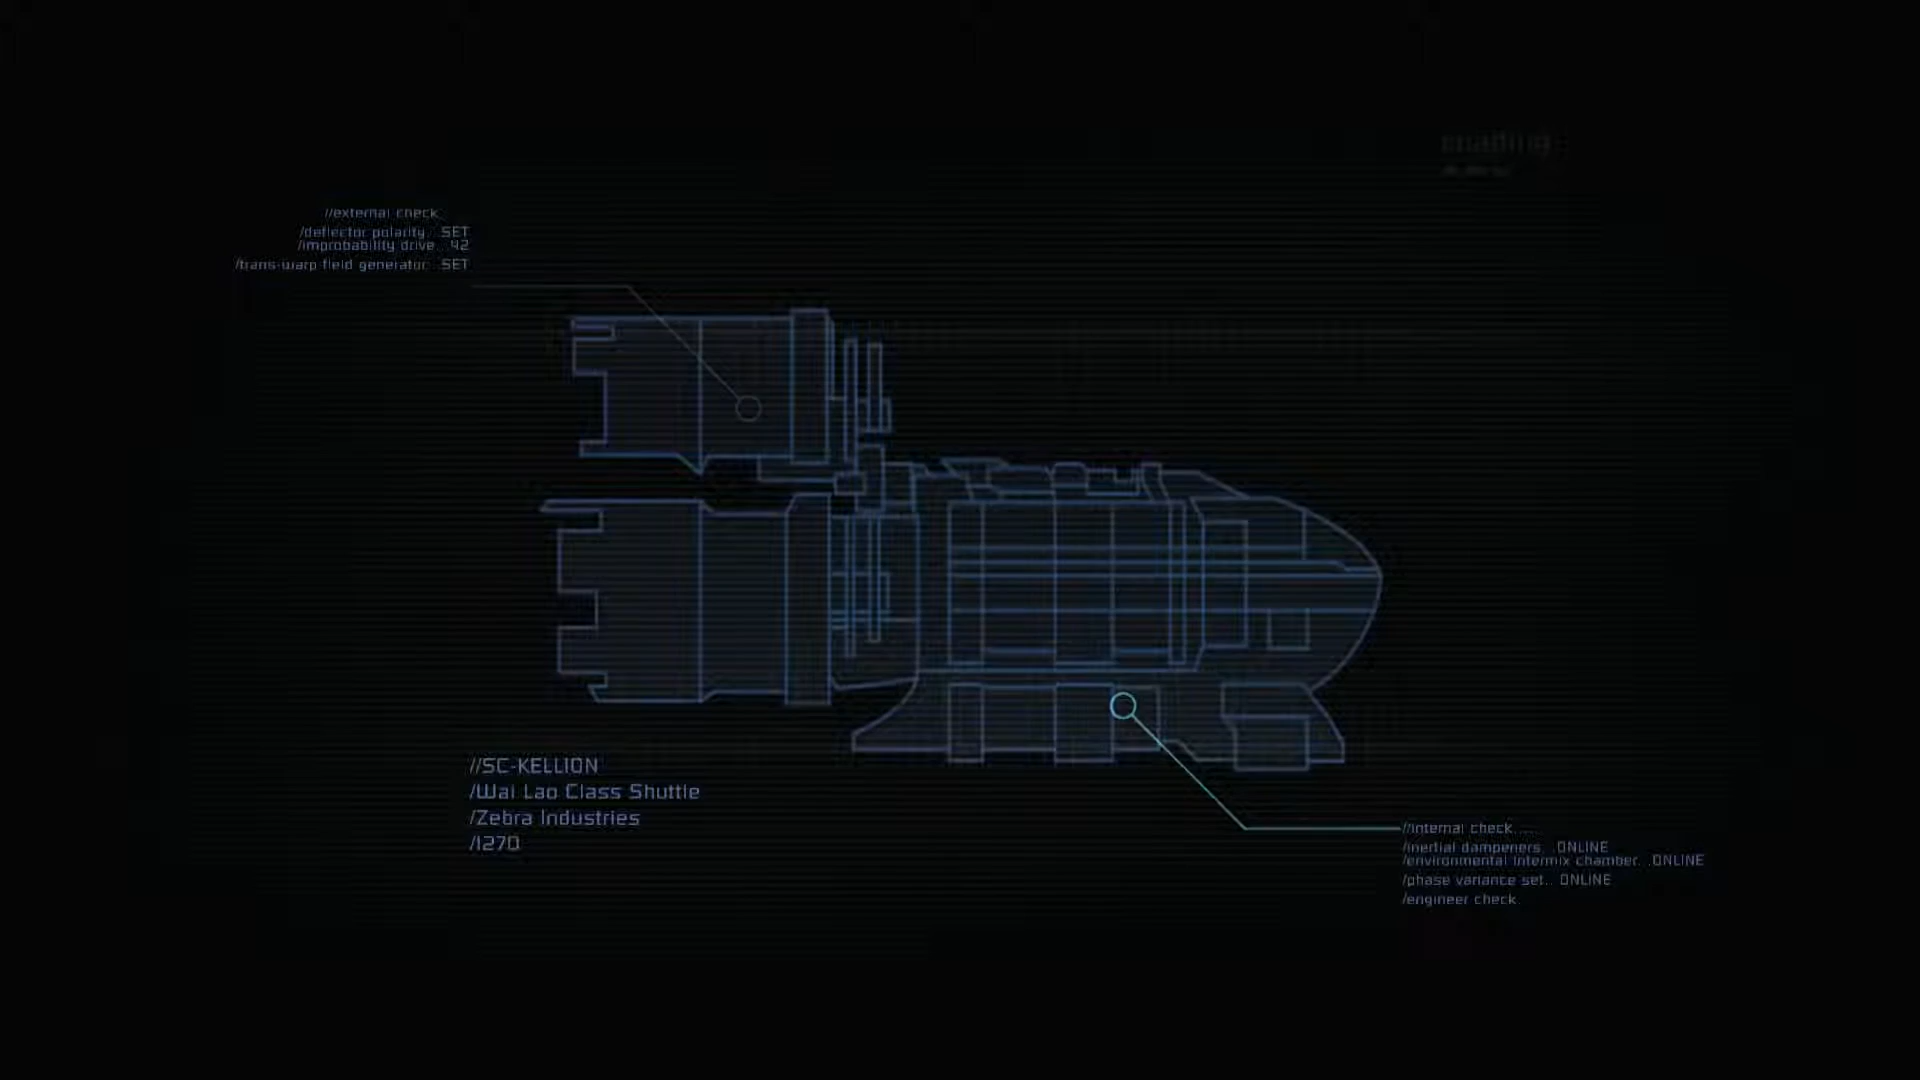 //external check
/deflector polarity. .SET
/improbability drive...42
/trans-warp field generator. .SET
//SC-KELLION
/Wai Lao Class Shuttle
/Zebra Industries
/1270
//internal check.....
/inertial dampeners. .ONLINE
/environmental intermix chamber. .ONLINE
/phase variance set.. ONLINE
/engineer check.